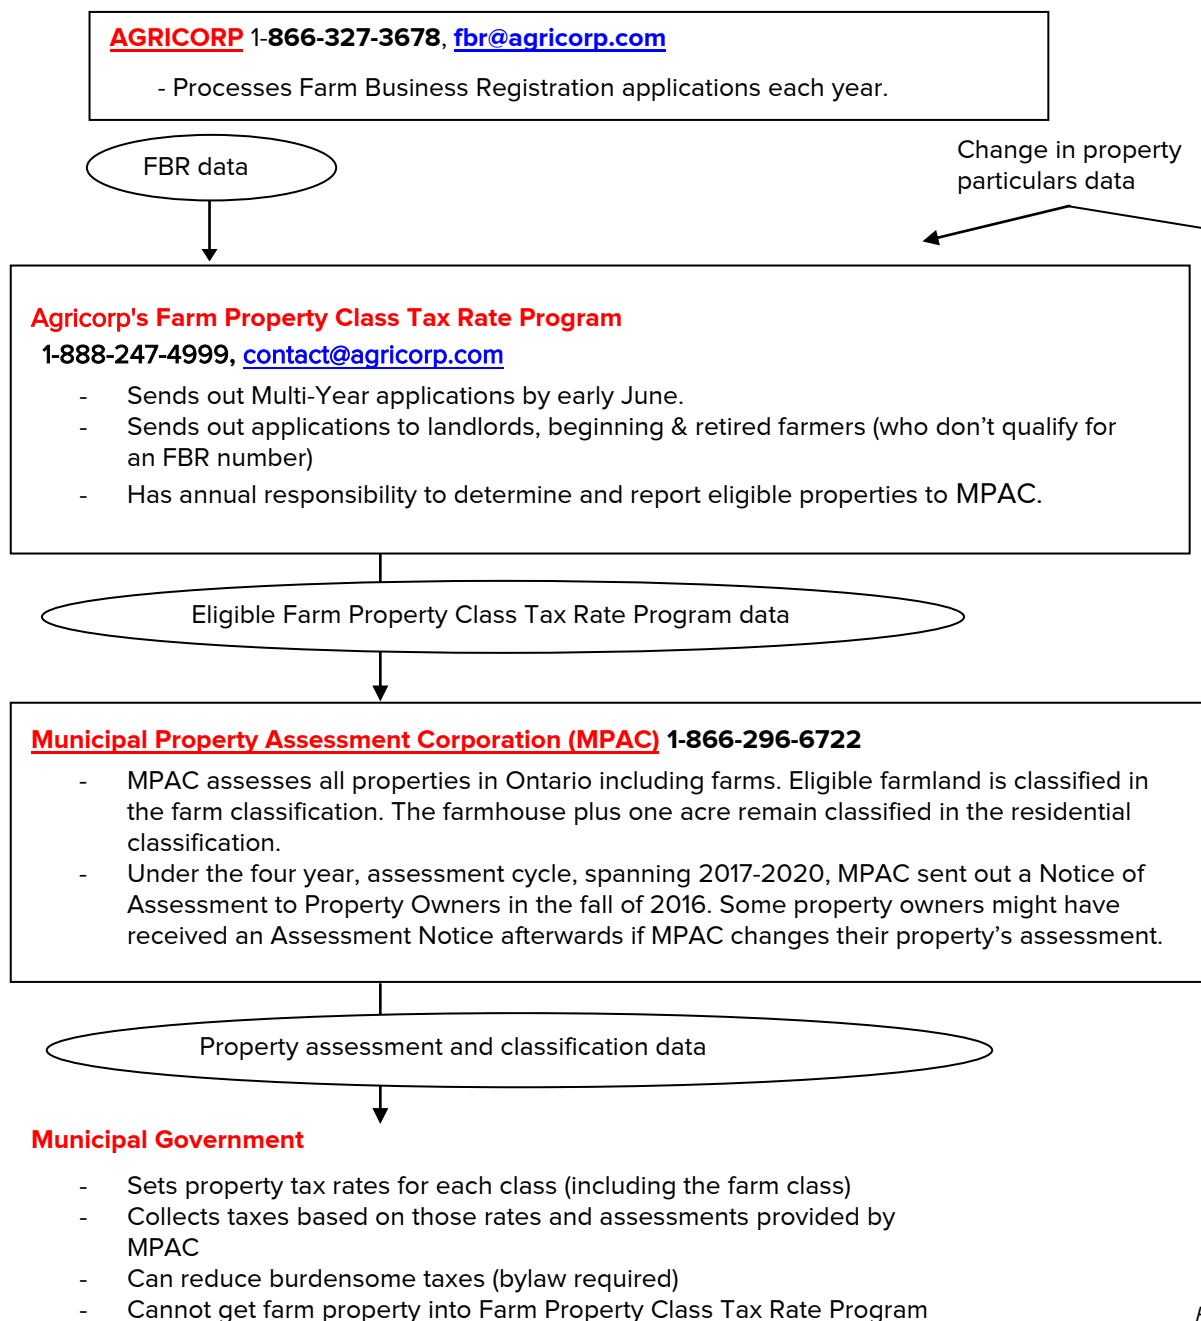 AGRICORP 1-866-327-3678, fbr@agricorp.com
- Processes Farm Business Registration applications each year.
FBR data
Change in property
particulars data
Agricorp's Farm Property Class Tax Rate Program
1-888-247-4999, contact@agricorp.com
- Sends out Multi-Year applications by early June.
- Sends out applications to landlords, beginning & retired farmers (who don’t qualify for
an FBR number)
- Has annual responsibility to determine and report eligible properties to MPAC.
Eligible Farm Property Class Tax Rate Program data
Municipal Property Assessment Corporation (MPAC) 1-866-296-6722
- MPAC assesses all properties in Ontario including farms. Eligible farmland is classified in
the farm classification. The farmhouse plus one acre remain classified in the residential
classification.
- Under the four year, assessment cycle, spanning 2017-2020, MPAC sent out a Notice of
Assessment to Property Owners in the fall of 2016. Some property owners might have
received an Assessment Notice afterwards if MPAC changes their property’s assessment.
Property assessment and classification data
Municipal Government
- Sets property tax rates for each class (including the farm class)
- Collects taxes based on those rates and assessments provided by
MPAC
- Can reduce burdensome taxes (bylaw required)
- Cannot get farm property into Farm Property Class Tax Rate Program